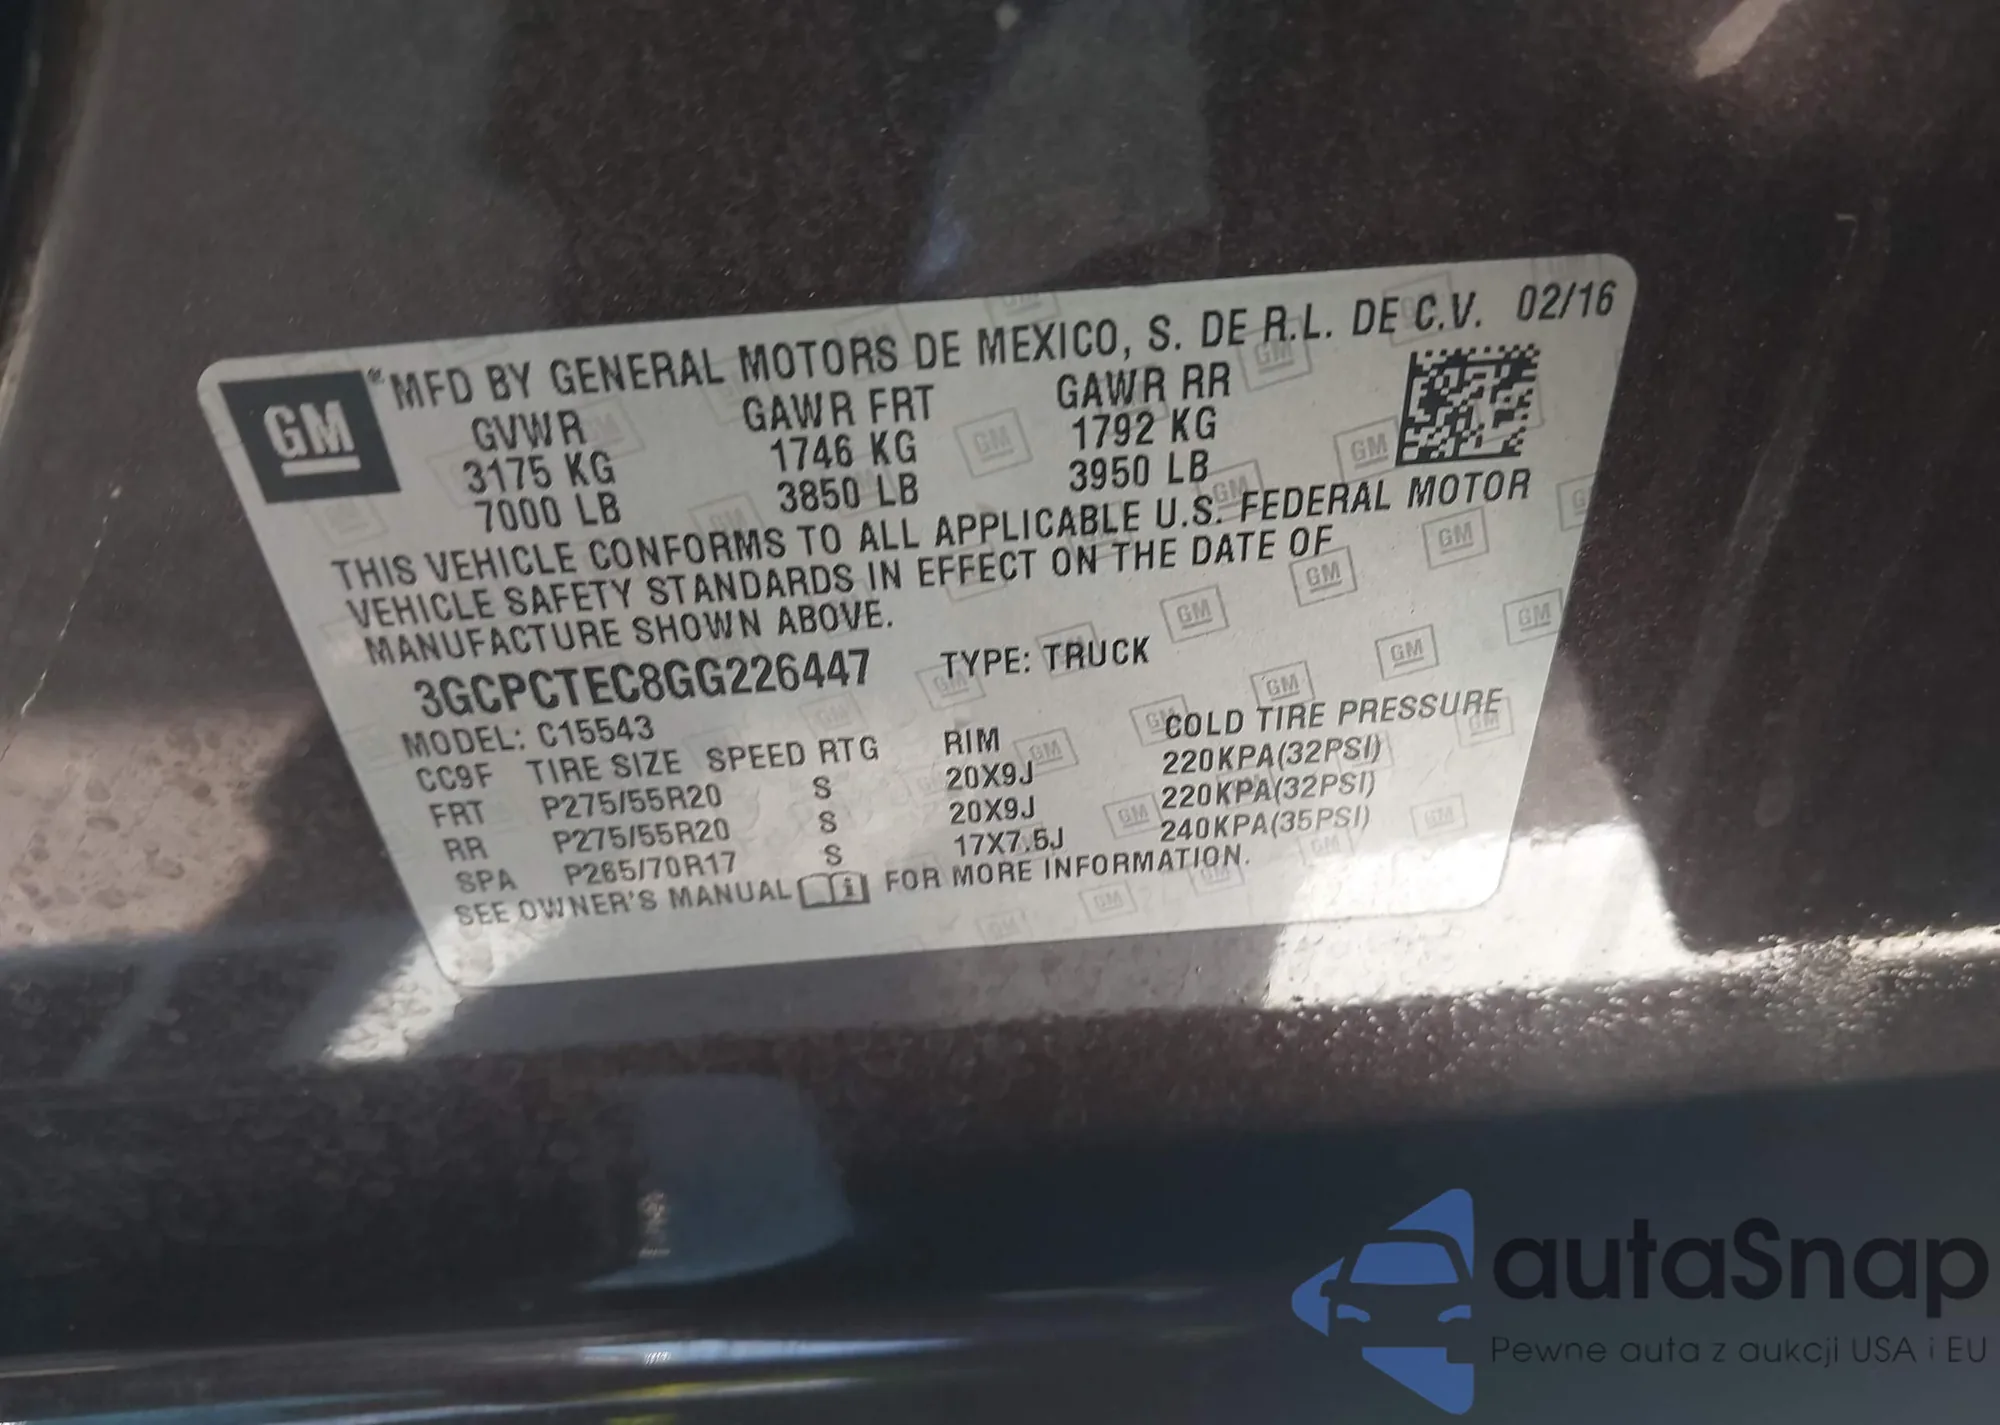 GM
MFD BY GENERAL MOTORS DE MEXICO, S. DE R.L. DE C.V. 02/16
GVWR GAWR FRT GAWR RR
3175 KG 1746 KG 1792 KG
7000 LB 3850 LB 3950 LB
THIS VEHICLE CONFORMS TO ALL APPLICABLE U.S. FEDERAL MOTOR
VEHICLE SAFETY STANDARDS IN EFFECT ON THE DATE OF
MANUFACTURE SHOWN ABOVE.
3GCPCTEC8GG226447 TYPE: TRUCK
MODEL: C15543
CC9F TIRE SIZE SPEED RTG RIM COLD TIRE PRESSURE
FRT P275/55R20 S 20X9J 220KPA(32PSI)
RR P275/55R20 S 20X9J 220KPA(32PSI)
SPA P265/70R17 S 17X7.5J 240KPA(35PSI)
SEE OWNER'S MANUAL FOR MORE INFORMATION.
autaSnap
Pewne auta z aukcji USA i EU